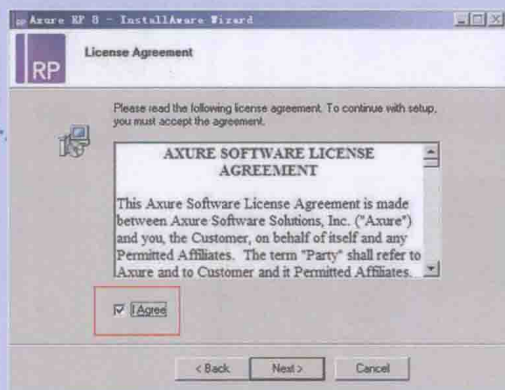 Axure RP 8 - InstallAware Wizard
RP
License Agreement
Please read the following license agreement. To continue with setup,
you must accept the agreement.
AXURE SOFTWARE LICENSE
AGREEMENT
This Axure Software License Agreement is made
between Axure Software Solutions, Inc. ("Axure")
and you, the Customer, on behalf of itself and any
Permitted Affiliates. The term "Party" shall refer to
Axure and to Customer and it Permitted Affiliates.
I Agree
< Back
Next >
Cancel